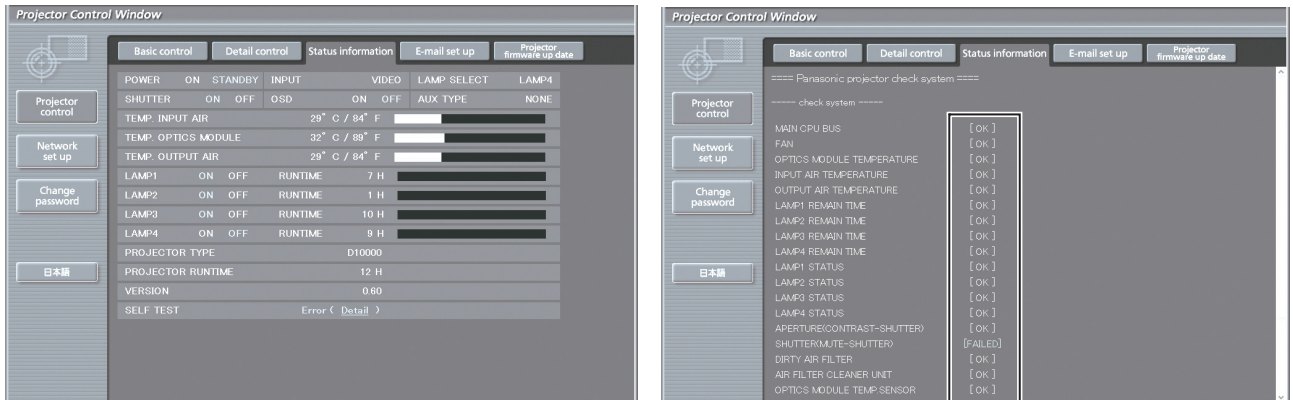 Projector Control Window
Basic control Detail control Status information E-mail set up Projector firmware up date
Projector control
Network set up
Change password
日本語
POWER ON STANDBY INPUT VIDEO LAMP SELECT LAMP4
SHUTTER ON OFF OSD ON OFF AUX TYPE NONE
TEMP. INPUT AIR 29° C / 84° F
TEMP. OPTICS MODULE 32° C / 89° F
TEMP. OUTPUT AIR 29° C / 84° F
LAMP1 ON OFF RUNTIME 7 H
LAMP2 ON OFF RUNTIME 1 H
LAMP3 ON OFF RUNTIME 10 H
LAMP4 ON OFF RUNTIME 9 H
PROJECTOR TYPE D10000
PROJECTOR RUNTIME 12 H
VERSION 0.60
SELF TEST Error ( Detail )
Projector Control Window
Basic control Detail control Status information E-mail set up Projector firmware up date
Projector control
Network set up
Change password
日本語
==== Panasonic projector check system ====
----- check system -----
MAIN CPU BUS [ OK ]
FAN [ OK ]
OPTICS MODULE TEMPERATURE [ OK ]
INPUT AIR TEMPERATURE [ OK ]
OUTPUT AIR TEMPERATURE [ OK ]
LAMP1 REMAIN TIME [ OK ]
LAMP2 REMAIN TIME [ OK ]
LAMP3 REMAIN TIME [ OK ]
LAMP4 REMAIN TIME [ OK ]
LAMP1 STATUS [ OK ]
LAMP2 STATUS [ OK ]
LAMP3 STATUS [ OK ]
LAMP4 STATUS [ OK ]
APERTURE(CONTRAST-SHUTTER) [ OK ]
SHUTTER(MUTE-SHUTTER) [FAILED]
DIRTY AIR FILTER [ OK ]
AIR FILTER CLEANER UNIT [ OK ]
OPTICS MODULE TEMP.SENSOR [ OK ]